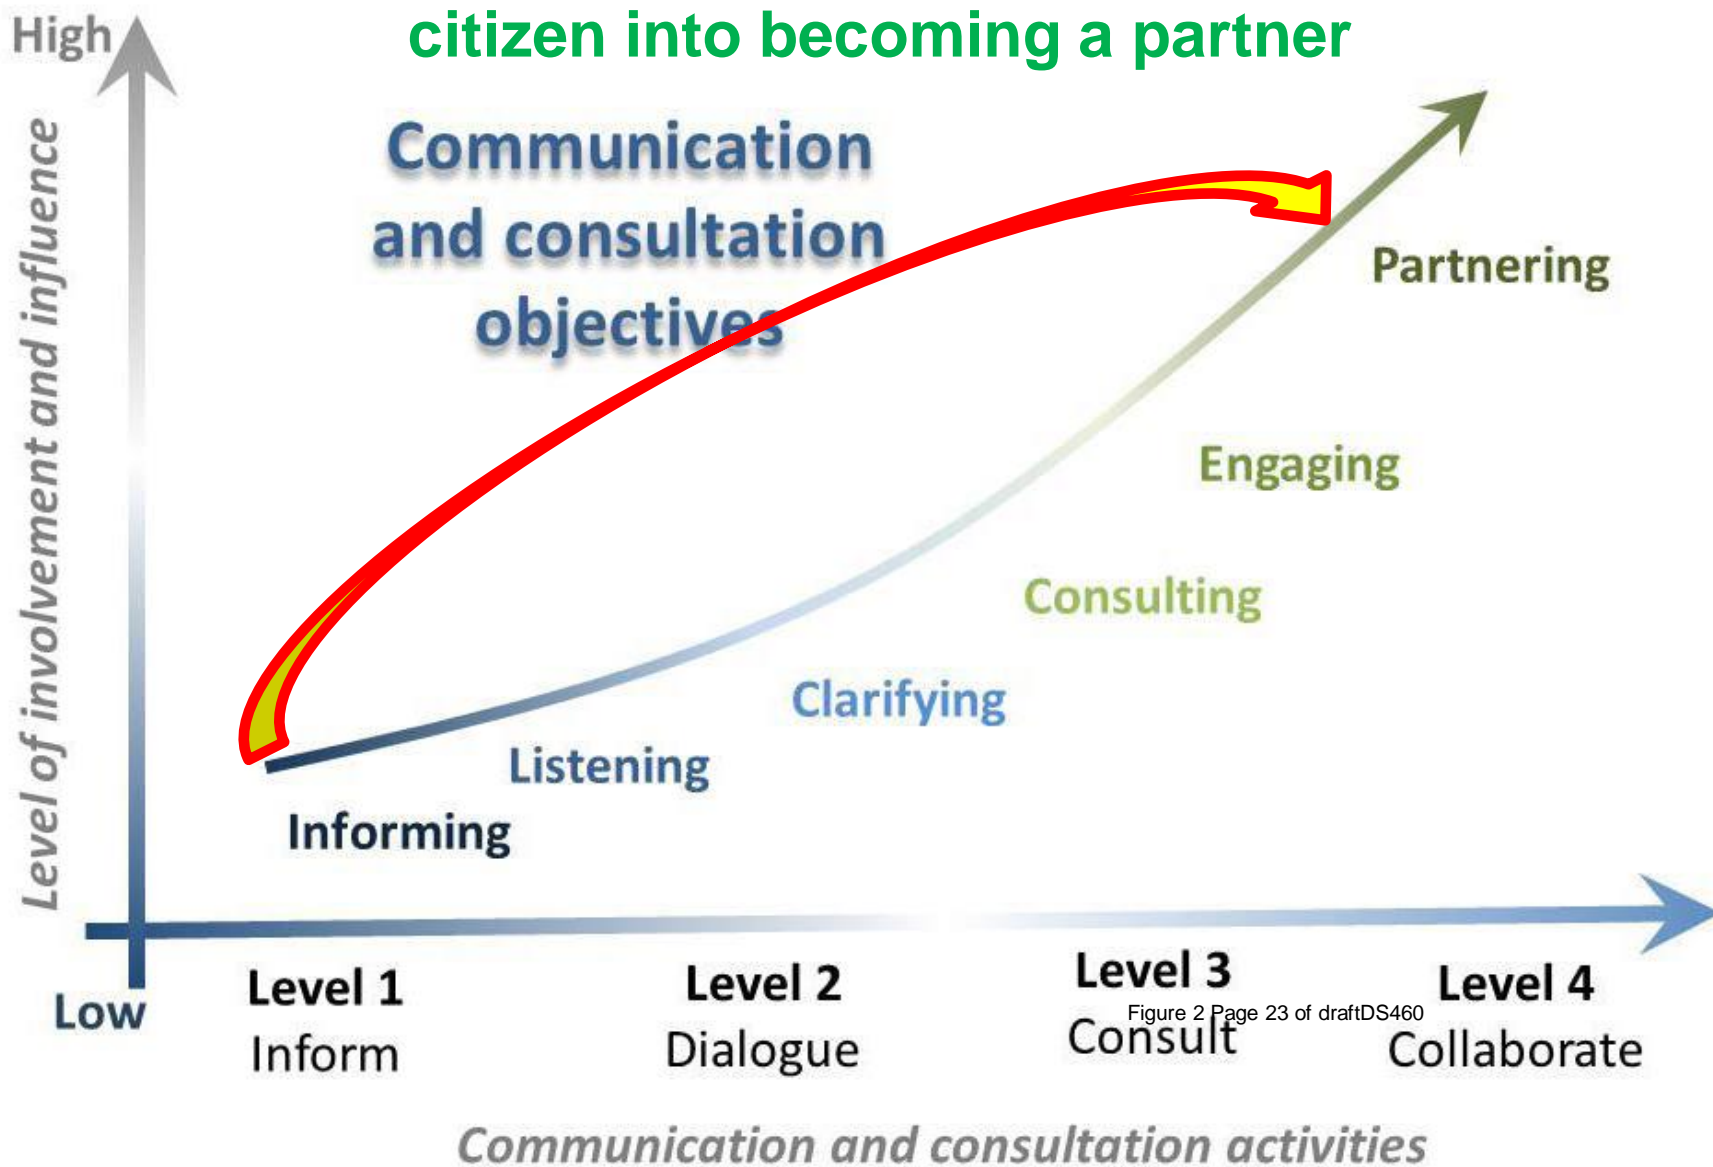 citizen into becoming a partner
High
Communication
and consultation
objectives
Level of involvement and influence
Partnering
Engaging
Consulting
Clarifying
Listening
Informing
Low
Level 1
Inform
Level 2
Dialogue
Level 3
Consult
Figure 2 Page 23 of draftDS460
Level 4
Collaborate
Communication and consultation activities